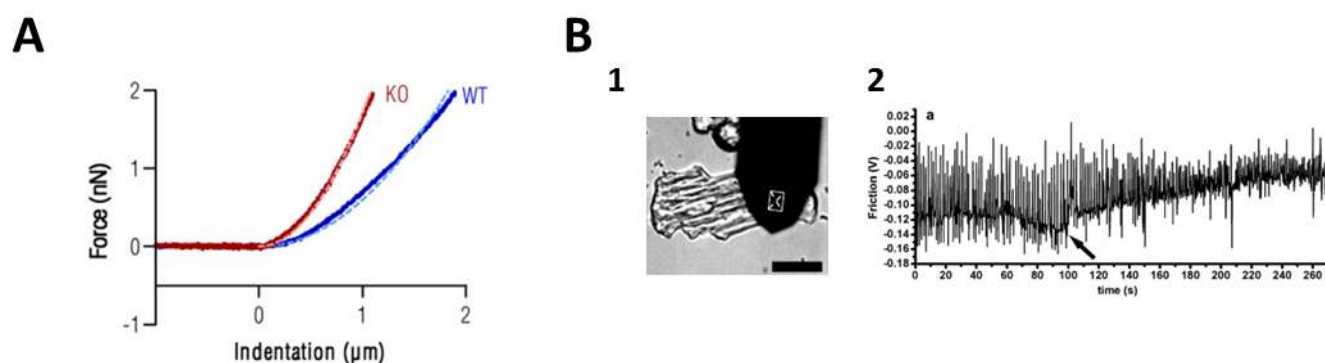 A
2
1
0
-1
Force (nN)
KO
WT
0
1
2
Indentation (µm)
B
1
2
a
0.02
0.00
-0.02
-0.04
-0.06
-0.08
-0.10
-0.12
-0.14
-0.16
-0.18
Friction (V)
0 20 40 60 80 100 120 140 160 180 200 220 240 260
time (s)